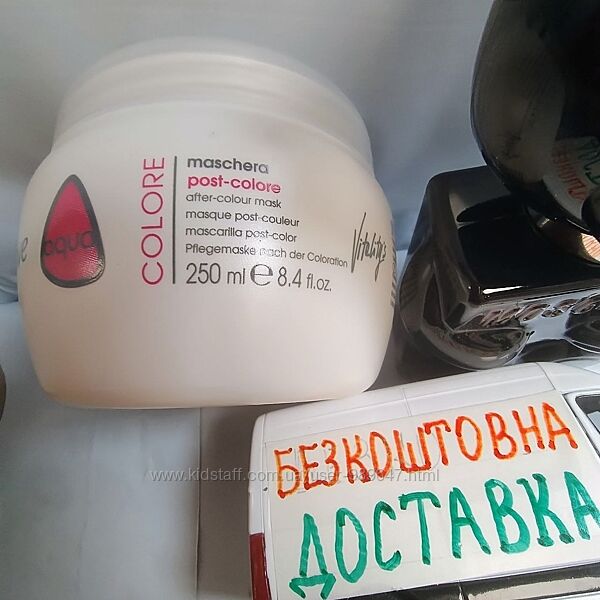 e
aqua
COLORE
maschera
post-colore
after-colour mask
masque post-couleur
mascarilla post-color
Pflegemaske nach der Coloration
250 ml e 8.4 fl.oz.
Vitality's
БЕЗКОШТОВНА
ДОСТАВКА